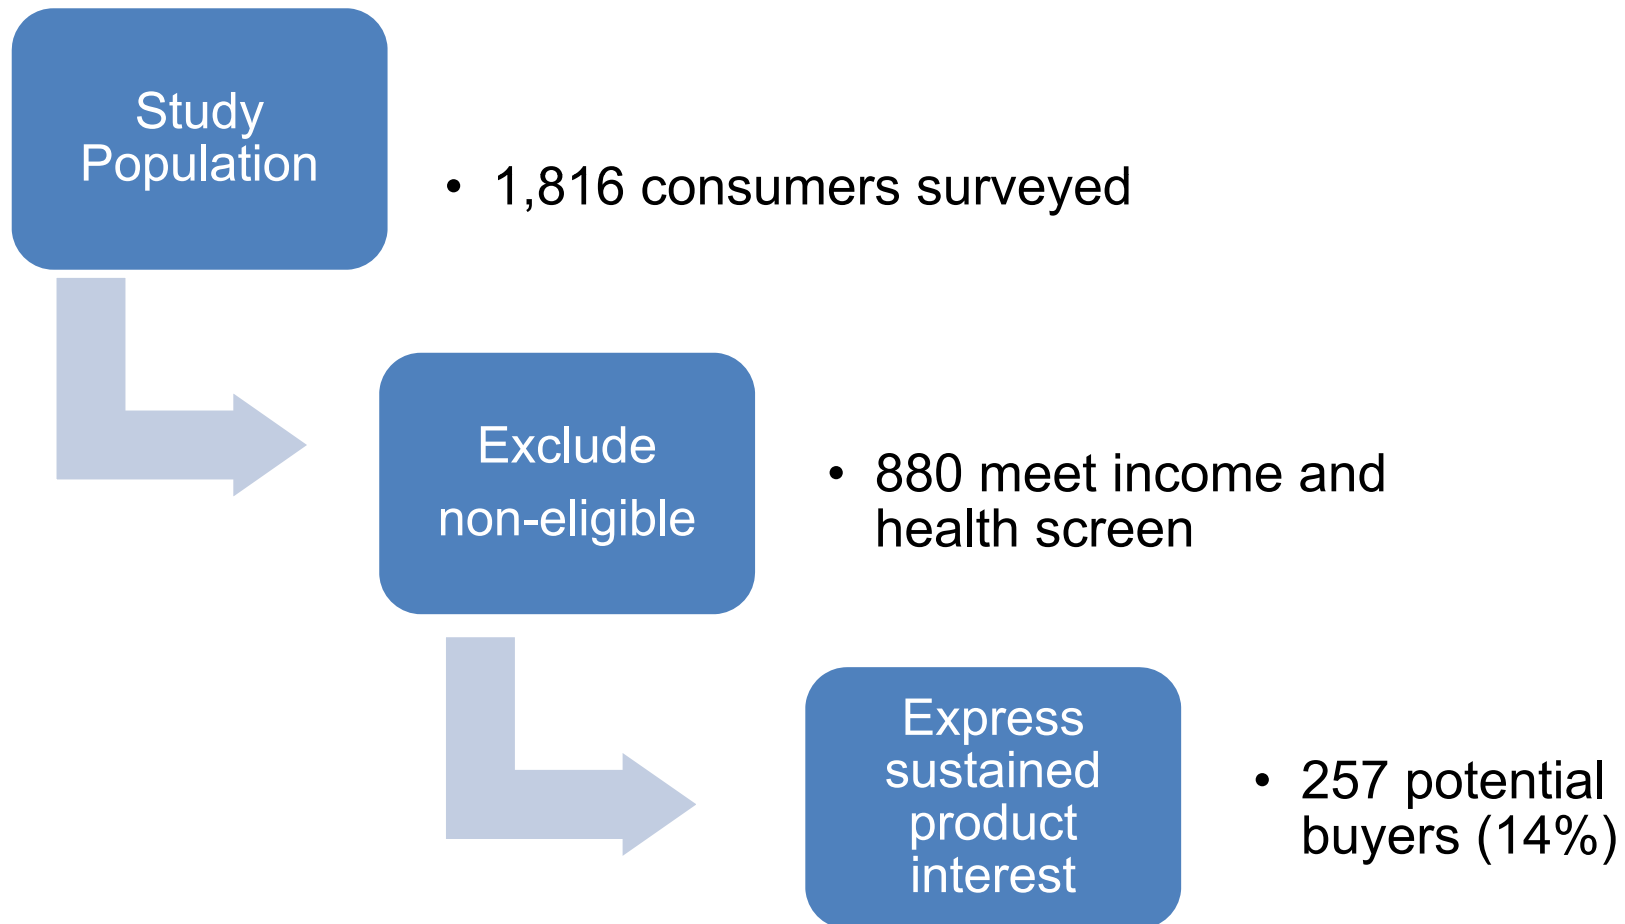 Study
Population
• 1,816 consumers surveyed
Exclude
non-eligible
• 880 meet income and
health screen
Express
sustained
product
interest
• 257 potential
buyers (14%)